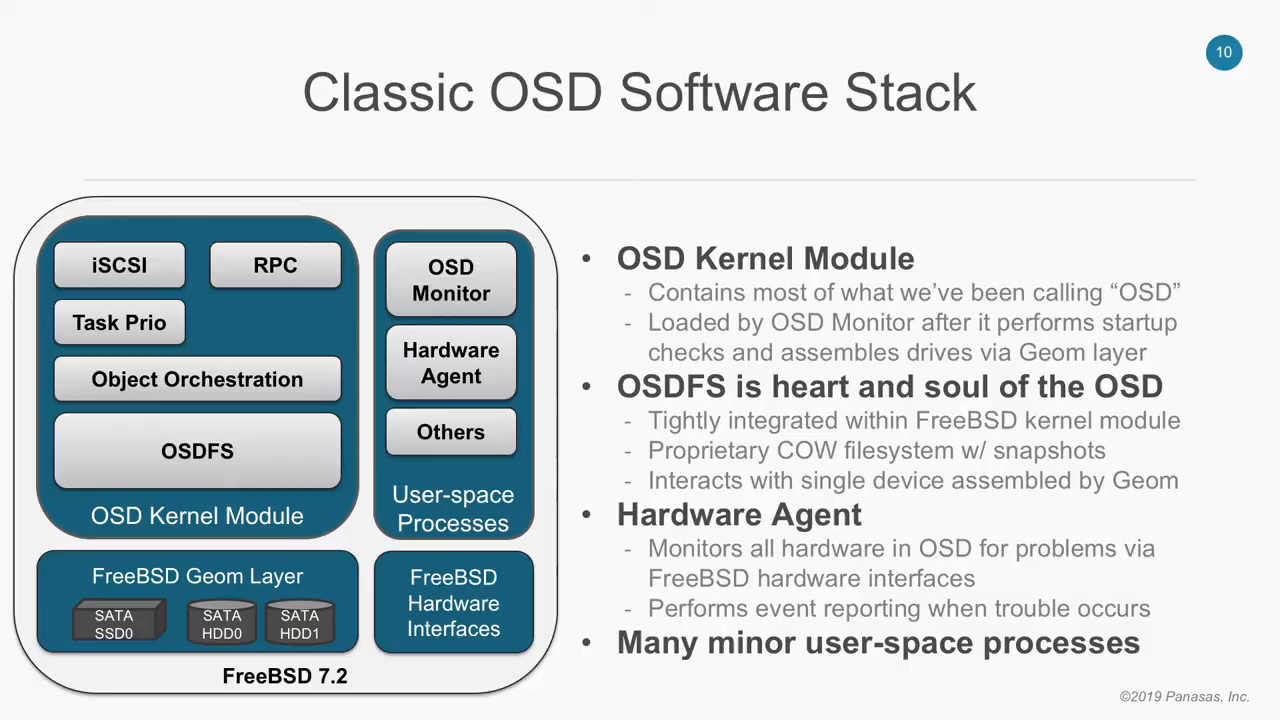 10
Classic OSD Software Stack
iSCSI
RPC
Task Prio
Object Orchestration
OSDFS
OSD Kernel Module
OSD
Monitor
Hardware
Agent
Others
User-space
Processes
FreeBSD Geom Layer
SATA
SSD0
SATA
HDD0
SATA
HDD1
FreeBSD
Hardware
Interfaces
FreeBSD 7.2
• OSD Kernel Module
- Contains most of what we’ve been calling “OSD”
- Loaded by OSD Monitor after it performs startup
checks and assembles drives via Geom layer
• OSDFS is heart and soul of the OSD
- Tightly integrated within FreeBSD kernel module
- Proprietary COW filesystem w/ snapshots
- Interacts with single device assembled by Geom
• Hardware Agent
- Monitors all hardware in OSD for problems via
FreeBSD hardware interfaces
- Performs event reporting when trouble occurs
• Many minor user-space processes
©2019 Panasas, Inc.